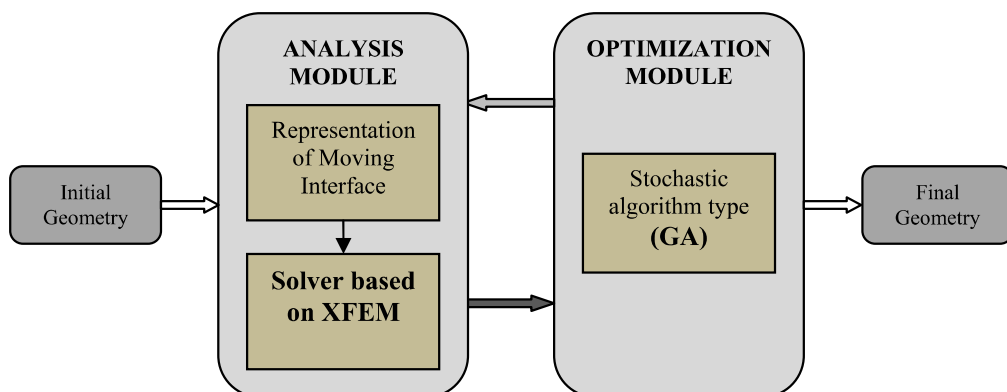 Initial
Geometry
ANALYSIS
MODULE
Representation
of Moving
Interface
Solver based
on XFEM
OPTIMIZATION
MODULE
Stochastic
algorithm type
(GA)
Final
Geometry